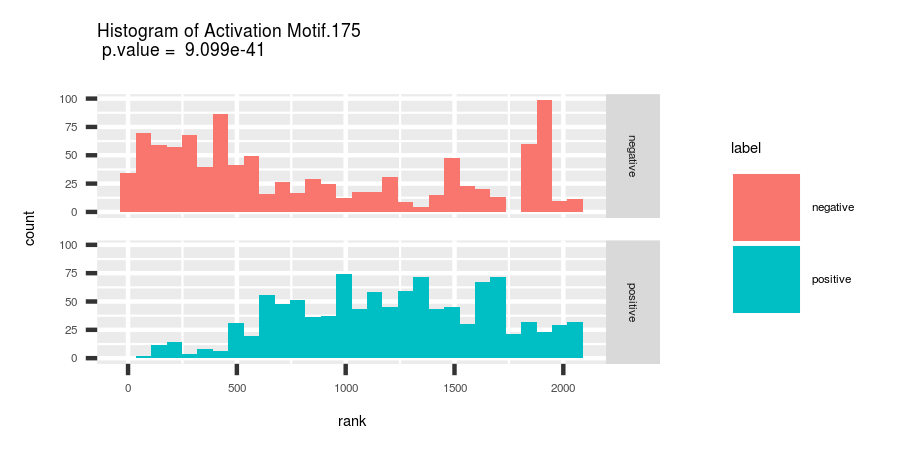 Histogram of Activation Motif.175
p.value =  9.099e-41
count
100
75
50
25
0
negative
100
75
50
25
0
positive
0 500 1000 1500 2000
rank
label
negative
positive